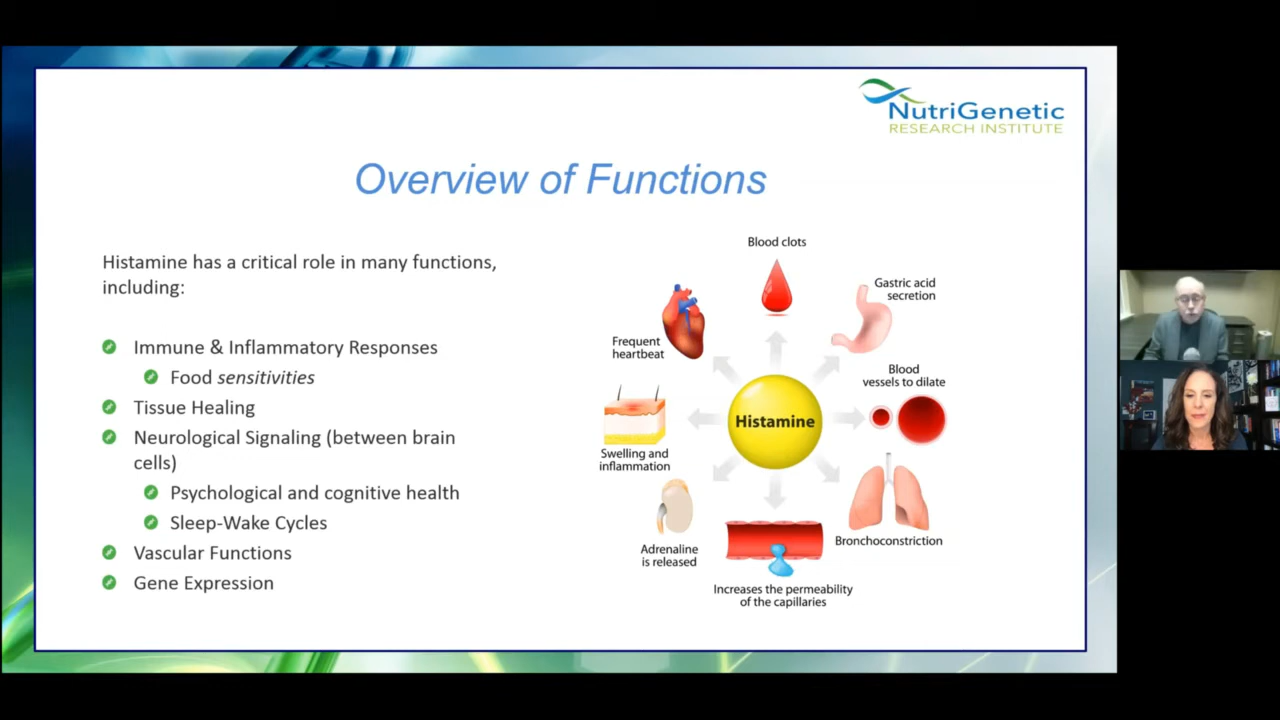 NutriGenetic
RESEARCH INSTITUTE
Overview of Functions
Histamine has a critical role in many functions,
including:
Immune & Inflammatory Responses
Food sensitivities
Tissue Healing
Neurological Signaling (between brain
cells)
Psychological and cognitive health
Sleep-Wake Cycles
Vascular Functions
Gene Expression
Blood clots
Gastric acid
secretion
Frequent
heartbeat
Blood
vessels to dilate
Histamine
Swelling and
inflammation
Bronchoconstriction
Adrenaline
is released
Increases the permeability
of the capillaries